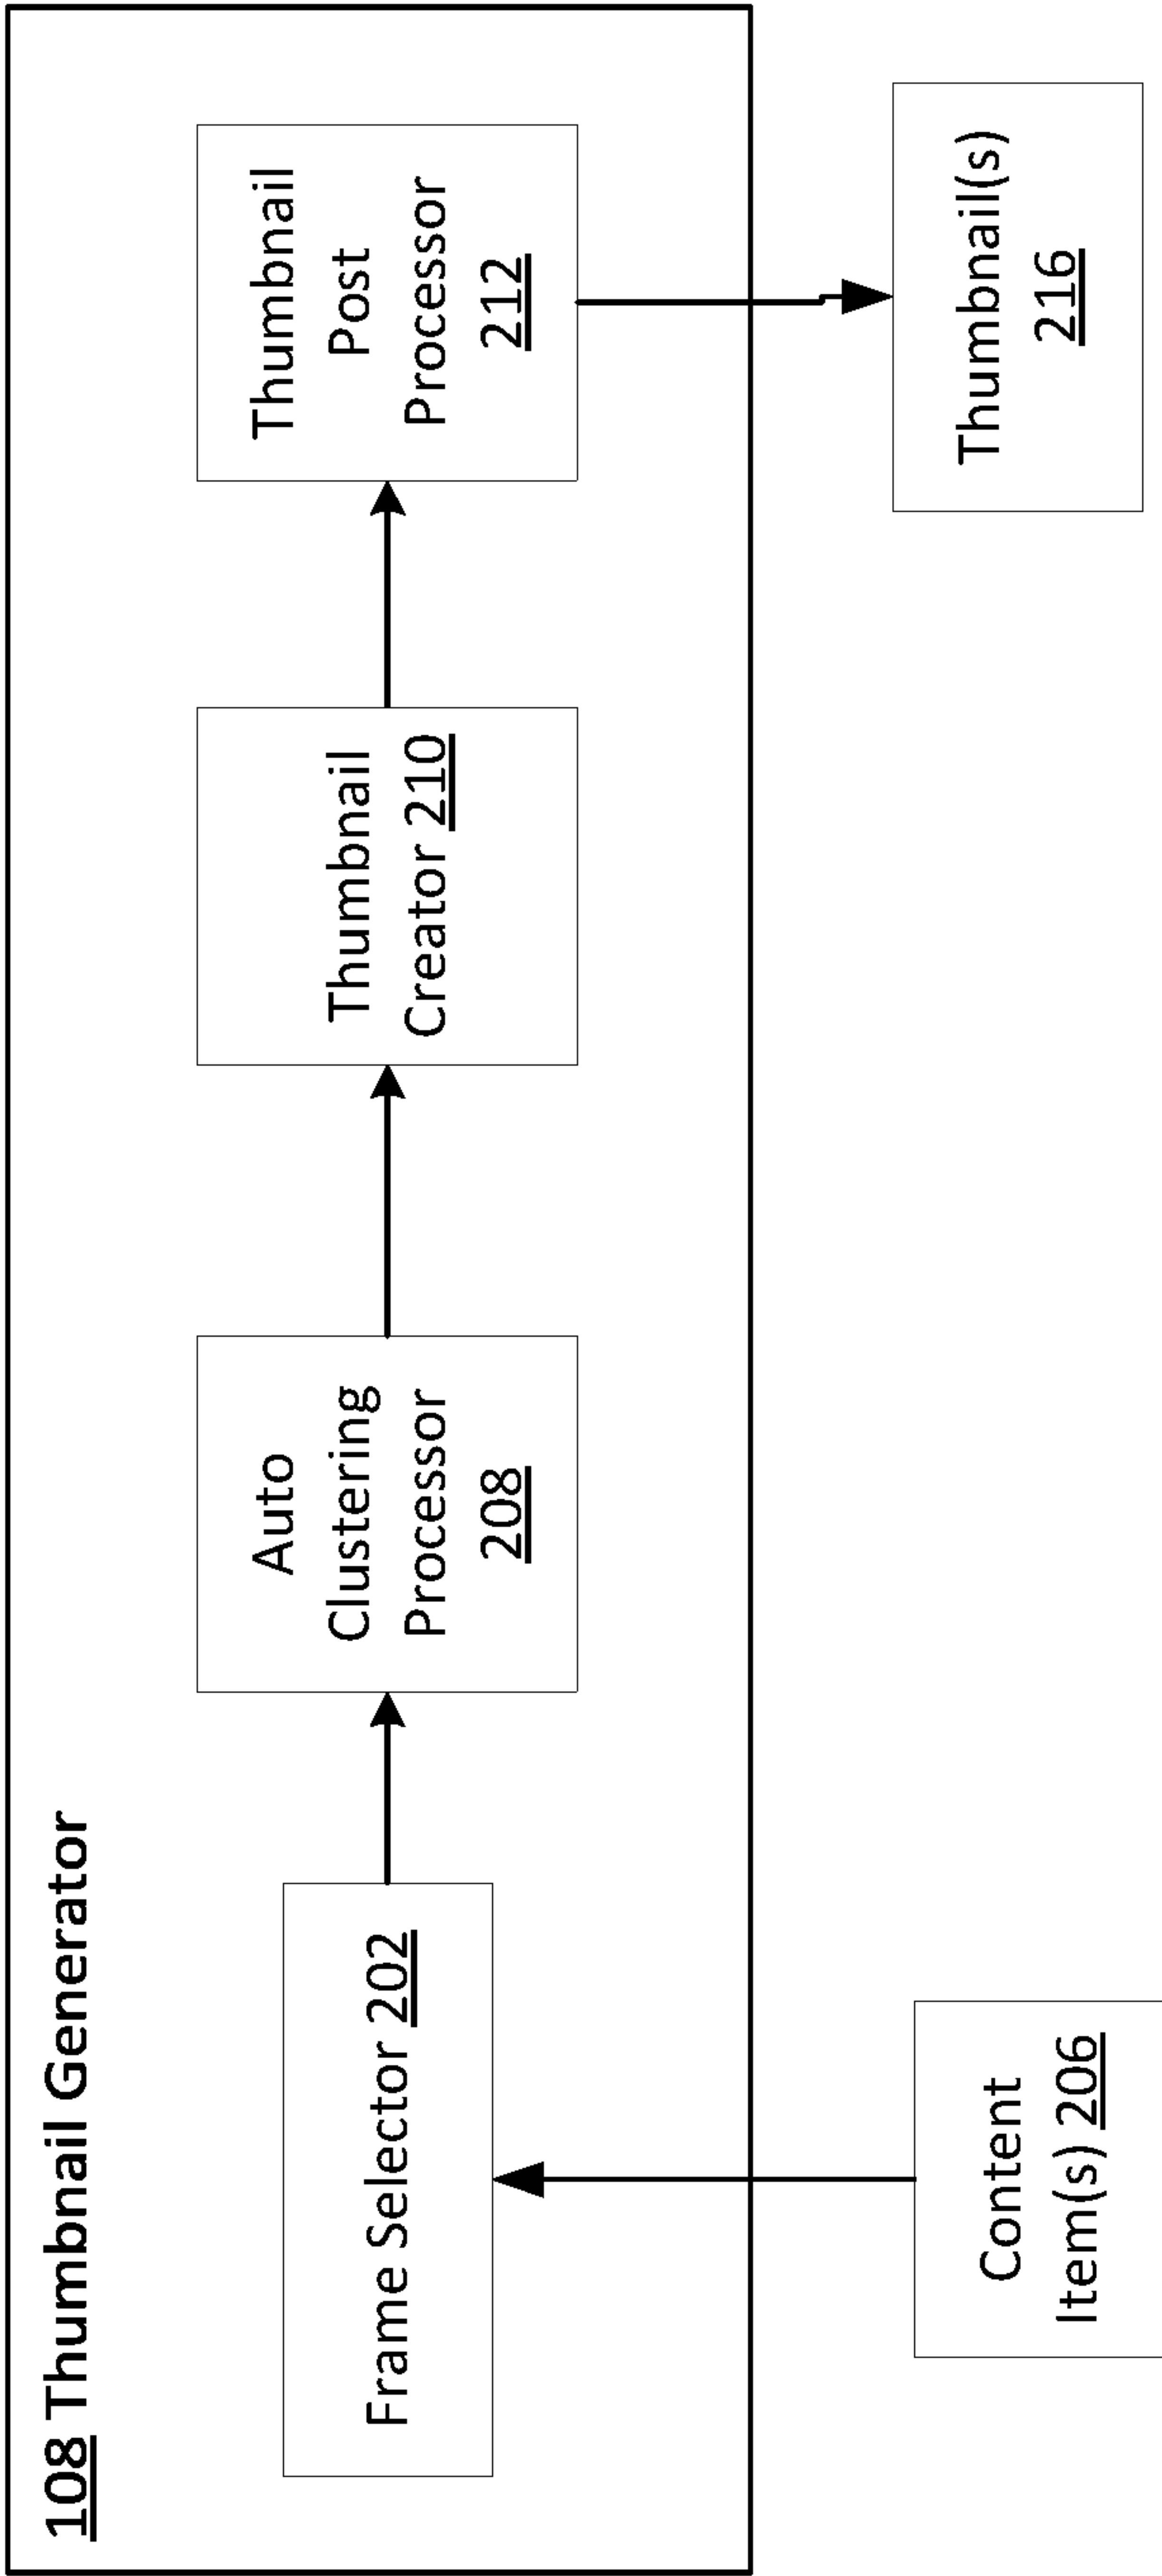 108 Thumbnail Generator
Frame Selector 202
Auto
Clustering
Processor
208
Thumbnail
Creator 210
Thumbnail
Post
Processor
212
Content
Item(s) 206
Thumbnail(s)
216